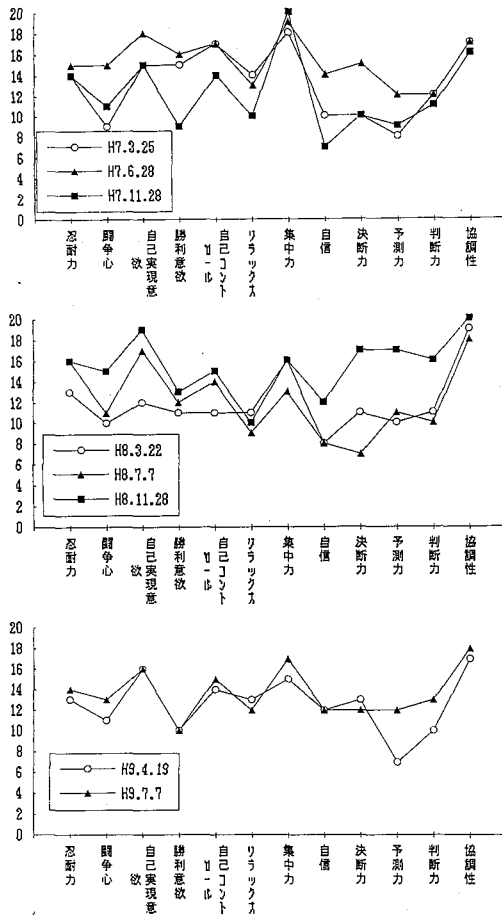 20
18
16
14
12
10
8
6
4
2
0
H7.3.25
H7.6.28
H7.11.28
忍耐力
闘争心
自己実現意欲
勝利意欲
自己コントロール
リラックス
集中力
自信
決断力
予測力
判断力
協調性
20
18
16
14
12
10
8
6
4
2
0
H8.3.22
H8.7.7
H8.11.28
忍耐力
闘争心
自己実現意欲
勝利意欲
自己コントロール
リラックス
集中力
自信
決断力
予測力
判断力
協調性
20
18
16
14
12
10
8
6
4
2
0
H9.4.19
H9.7.7
忍耐力
闘争心
自己実現意欲
勝利意欲
自己コントロール
リラックス
集中力
自信
決断力
予測力
判断力
協調性